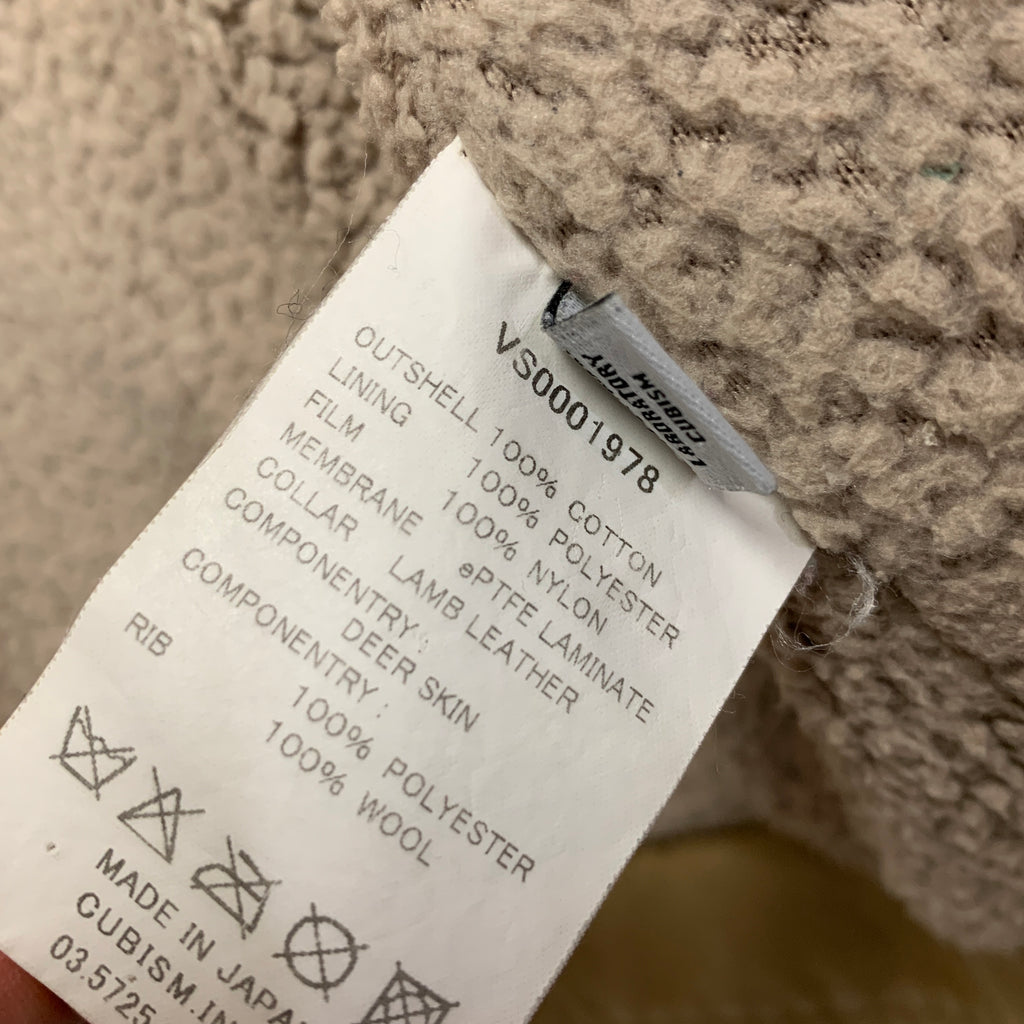 LABORATORY
CUBISM
VS0001978
OUTSHELL 100% COTTON
LINING 100% POLYESTER
FILM 100% NYLON
MEMBRANE ePTFE LAMINATE
COLLAR LAMB LEATHER
COMPONENTRY :
DEER SKIN
COMPONENTRY :
100% POLYESTER
RIB 100% WOOL
MADE IN JAPA
CUBISM.IN
03.5725